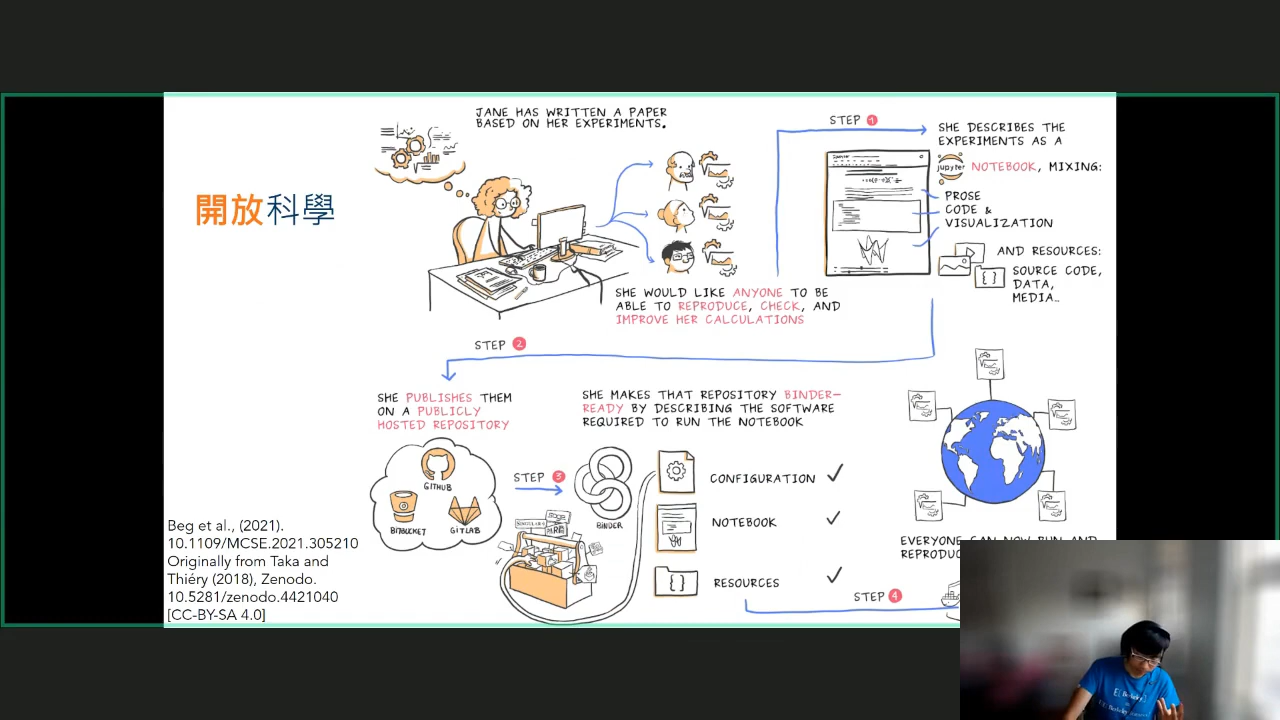 開放科學
JANE HAS WRITTEN A PAPER
BASED ON HER EXPERIMENTS.
SHE WOULD LIKE ANYONE TO BE
ABLE TO REPRODUCE, CHECK, AND
IMPROVE HER CALCULATIONS
STEP 1
SHE DESCRIBES THE
EXPERIMENTS AS A
jupyter NOTEBOOK, MIXING:
PROSE
CODE &
VISUALIZATION
AND RESOURCES:
SOURCE CODE,
DATA,
MEDIA..
STEP 2
SHE PUBLISHES THEM
ON A PUBLICLY
HOSTED REPOSITORY
GITHUB
BITBUCKET
GITLAB
STEP 3
SHE MAKES THAT REPOSITORY BINDER-
READY BY DESCRIBING THE SOFTWARE
REQUIRED TO RUN THE NOTEBOOK
BINDER
CONFIGURATION
NOTEBOOK
RESOURCES
STEP 4
EVERYONE CAN NOW RUN AND
Beg et al., (2021).
10.1109/MCSE.2021.305210
Originally from Taka and
Thiéry (2018), Zenodo.
10.5281/zenodo.4421040
[CC-BY-SA 4.0]